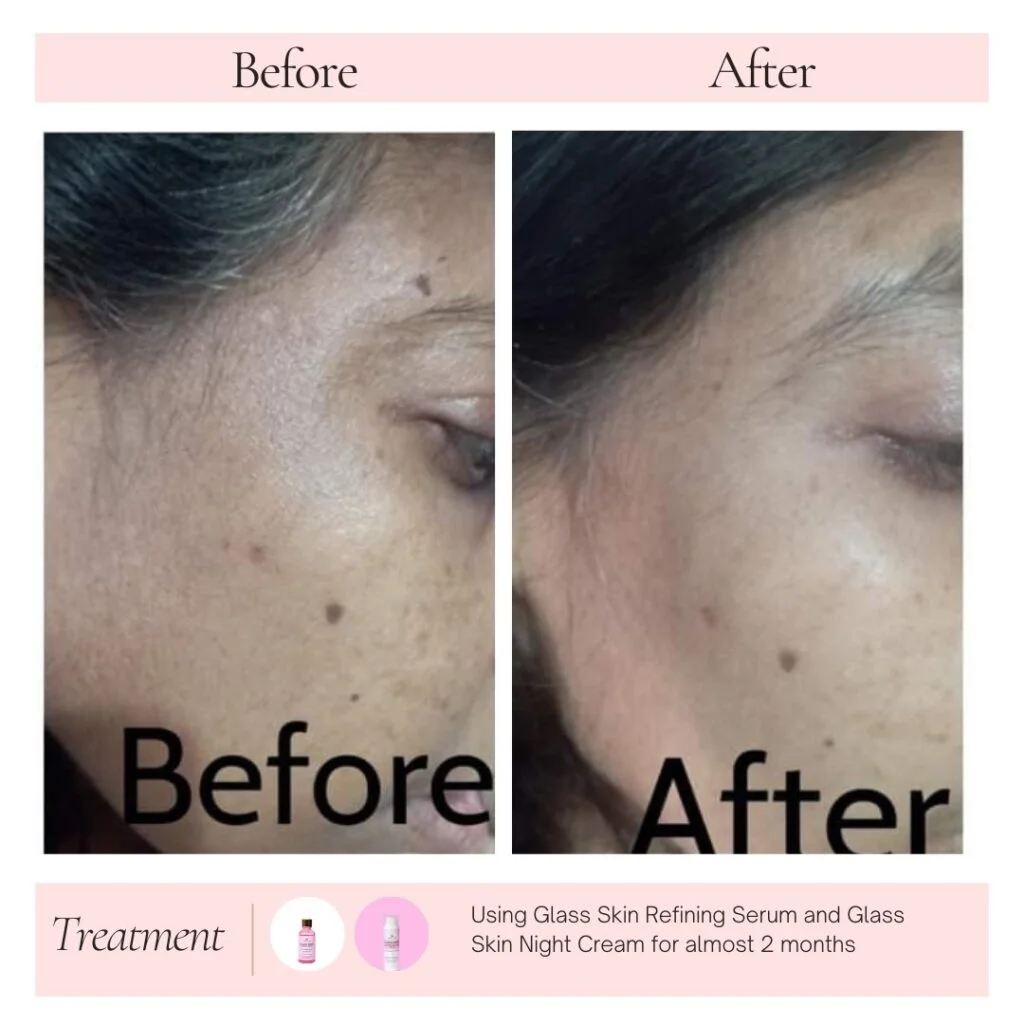 Before
After
Before
After
Treatment
Using Glass Skin Refining Serum and Glass
Skin Night Cream for almost 2 months